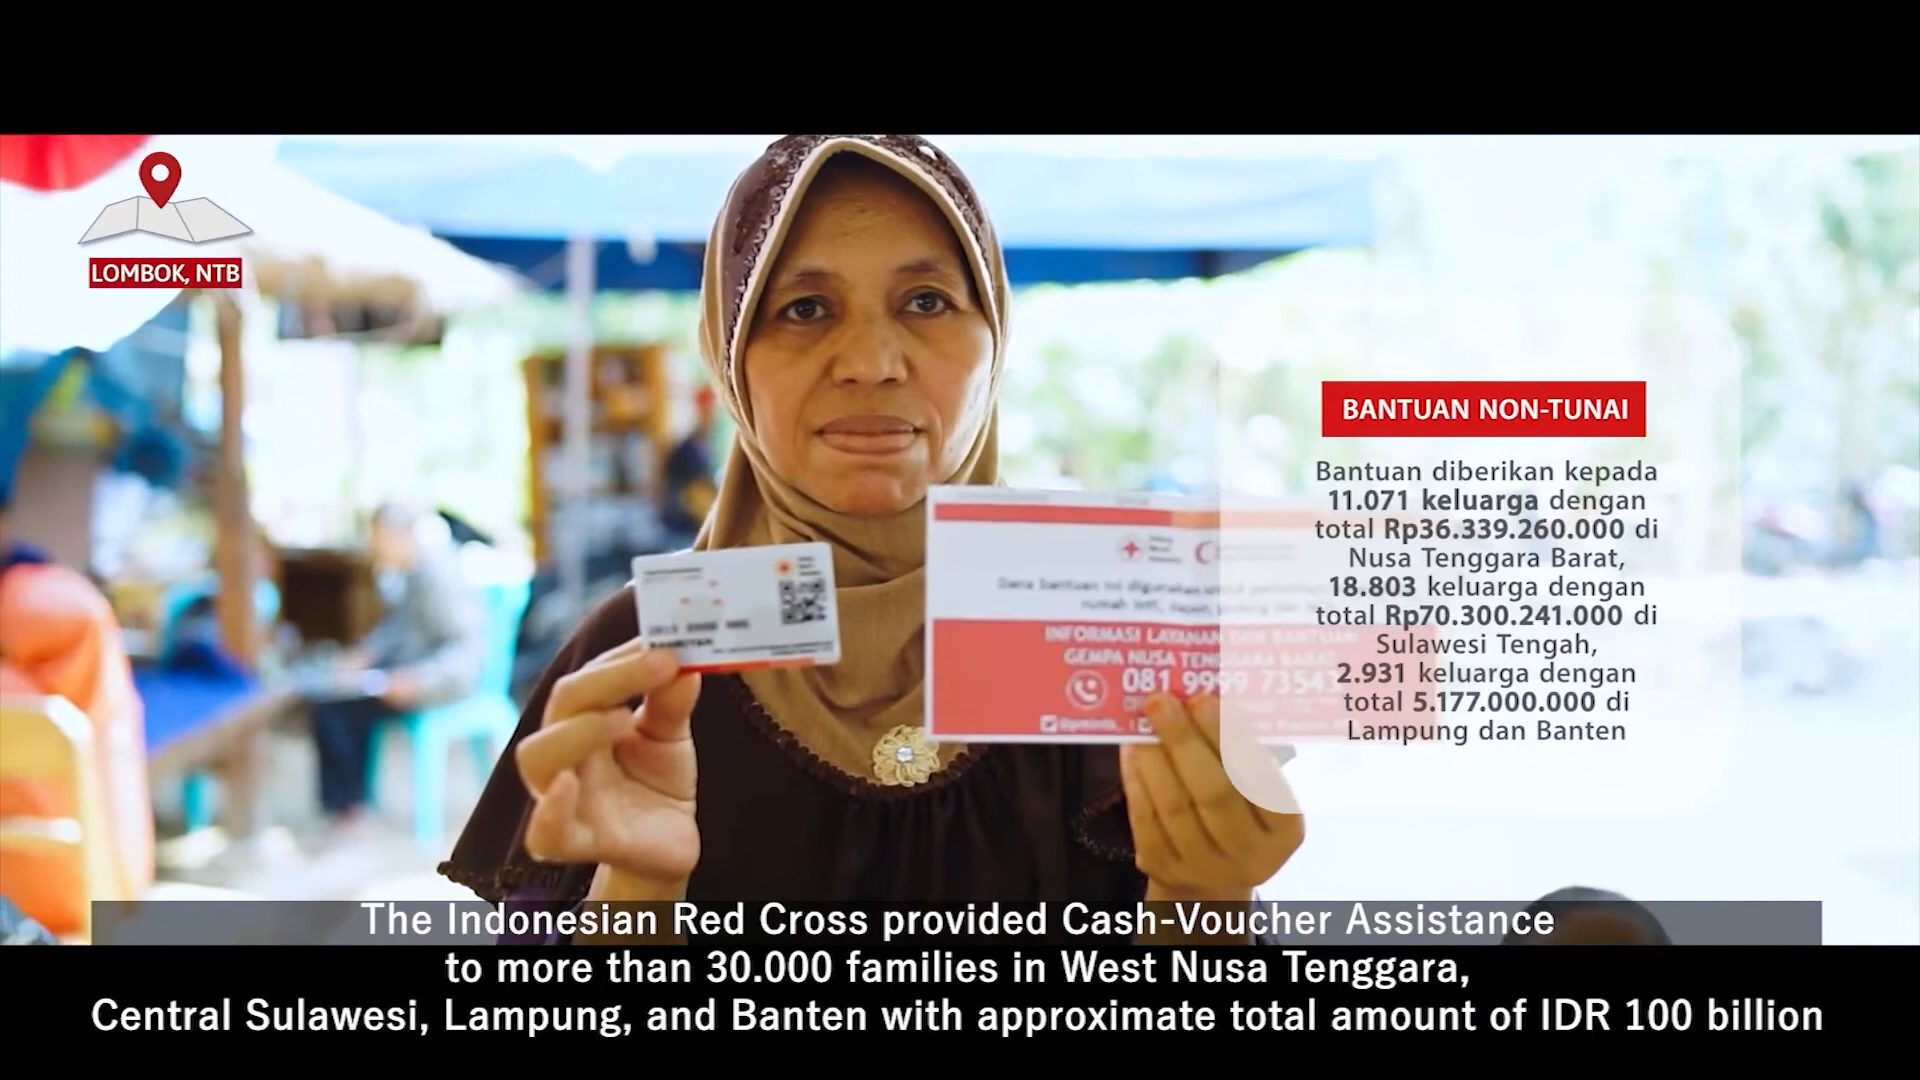 LOMBOK, NTB
BANTUAN NON-TUNAI
Bantuan diberikan kepada
11.071 keluarga dengan
total Rp36.339.260.000 di
Nusa Tenggara Barat,
18.803 keluarga dengan
total Rp70.300.241.000 di
Sulawesi Tengah,
2.931 keluarga dengan
total 5.177.000.000 di
Lampung dan Banten
INFORMASI LAYANAN DAN BANTUAN
GEMPA NUSA TENGGARA BARAT
081 9999 7354
The Indonesian Red Cross provided Cash-Voucher Assistance
to more than 30.000 families in West Nusa Tenggara,
Central Sulawesi, Lampung, and Banten with approximate total amount of IDR 100 billion